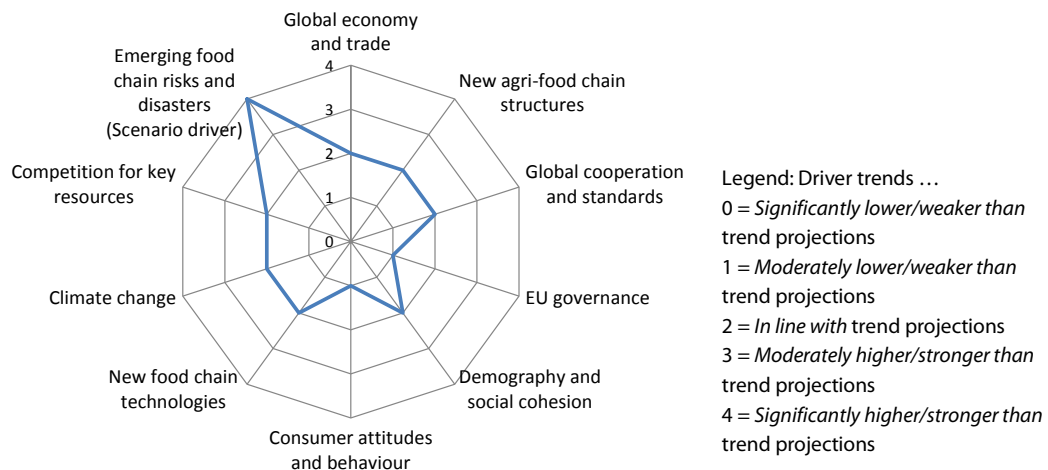 Global economy
and trade
Emerging food
chain risks and
disasters
(Scenario driver)
New agri-food chain
structures
Competition for key
resources
Global cooperation
and standards
4
3
2
1
0
Climate change
EU governance
New food chain
technologies
Demography and
social cohesion
Consumer attitudes
and behaviour
Legend: Driver trends …
0 = Significantly lower/weaker than
trend projections
1 = Moderately lower/weaker than
trend projections
2 = In line with trend projections
3 = Moderately higher/stronger than
trend projections
4 = Significantly higher/stronger than
trend projections